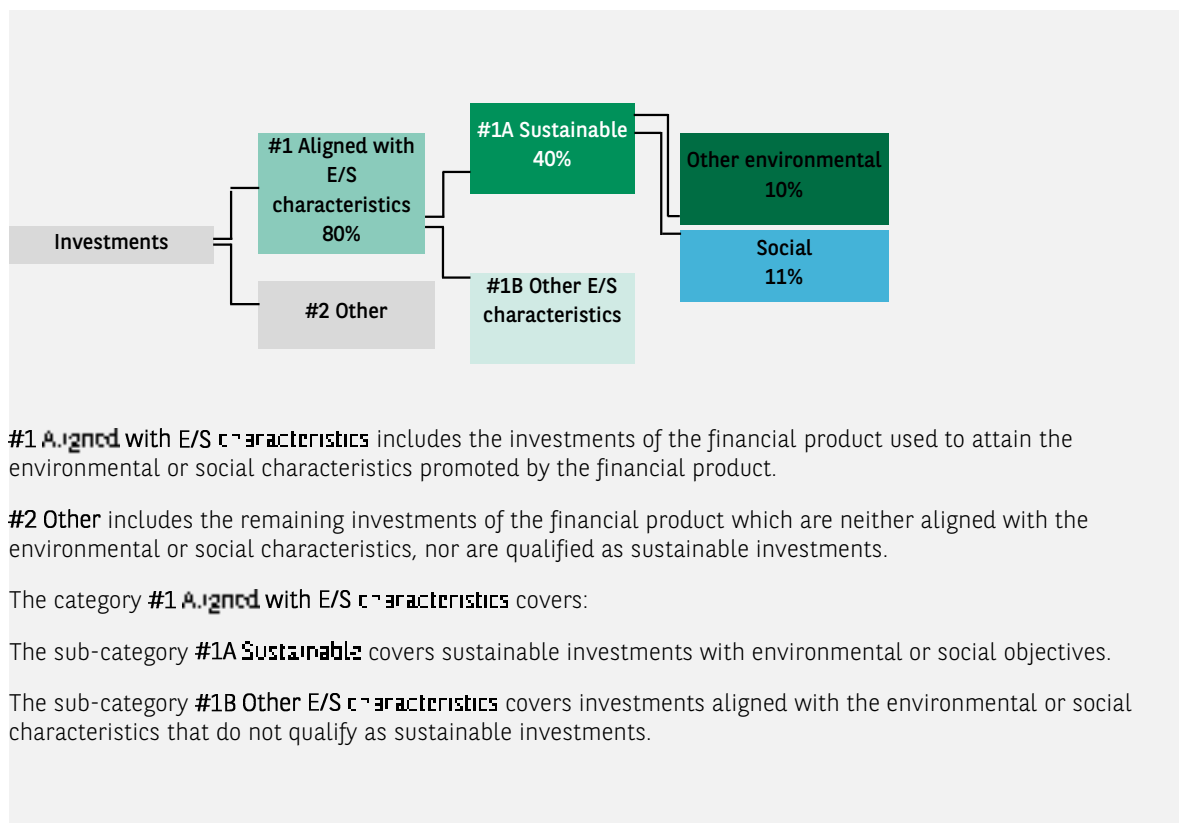 #1A Sustainable
40%
#1 Aligned with
E/S
characteristics
80%
Other environmental
10%
Investments
Social
11%
#1B Other E/S
characteristics
#2 Other
#1 Aligned with E/S characteristics includes the investments of the financial product used to attain the
environmental or social characteristics promoted by the financial product.
#2 Other includes the remaining investments of the financial product which are neither aligned with the
environmental or social characteristics, nor are qualified as sustainable investments.
The category #1 Aligned with E/S characteristics covers:
The sub-category #1A Sustainable covers sustainable investments with environmental or social objectives.
The sub-category #1B Other E/S characteristics covers investments aligned with the environmental or social
characteristics that do not qualify as sustainable investments.